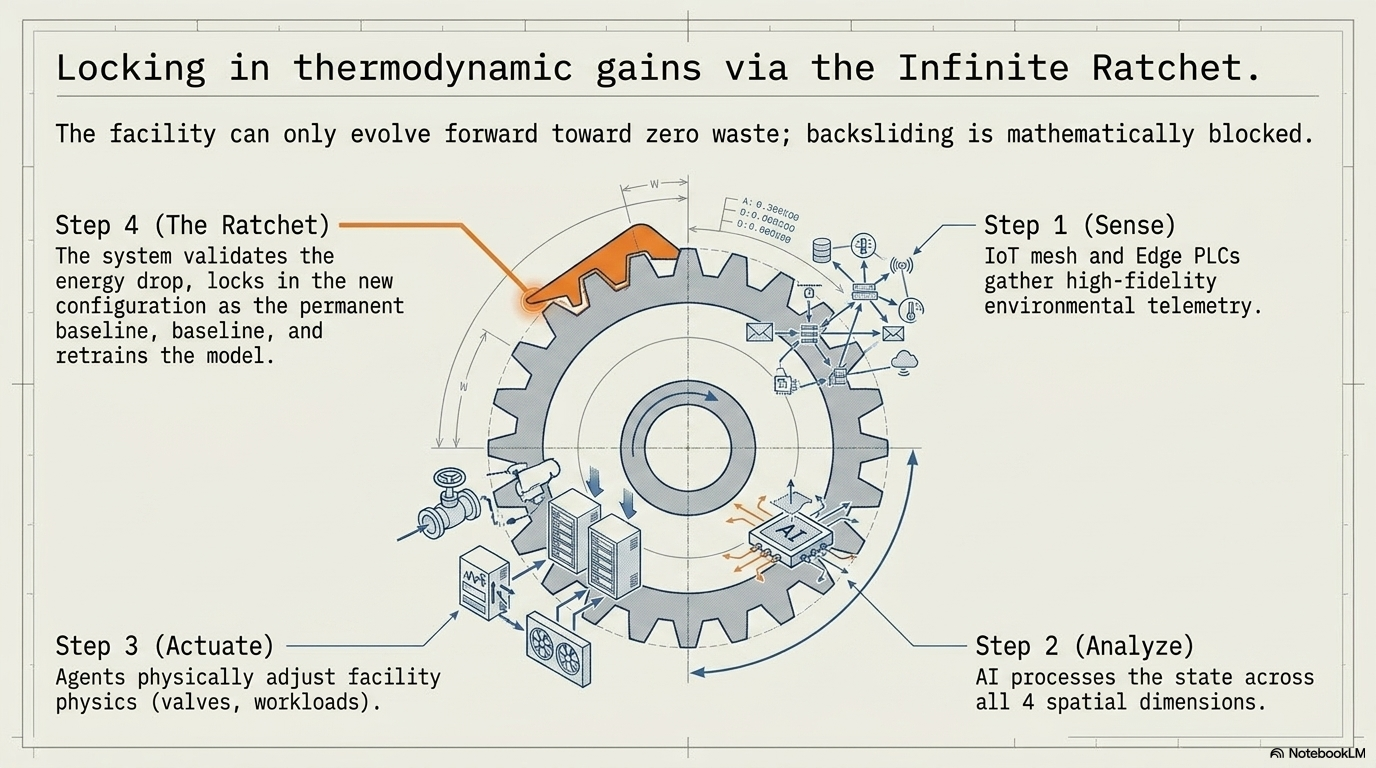 Locking in thermodynamic gains via the Infinite Ratchet.
The facility can only evolve forward toward zero waste; backsliding is mathematically blocked.
Step 4 (The Ratchet)
The system validates the
energy drop, locks in the new
configuration as the permanent
baseline, baseline, and
retrains the model.
W
W
Step 1 (Sense)
IoT mesh and Edge PLCs
gather high-fidelity
environmental telemetry.
AI
Step 3 (Actuate)
Agents physically adjust facility
physics (valves, workloads).
Step 2 (Analyze)
AI processes the state across
all 4 spatial dimensions.
NotebookLM